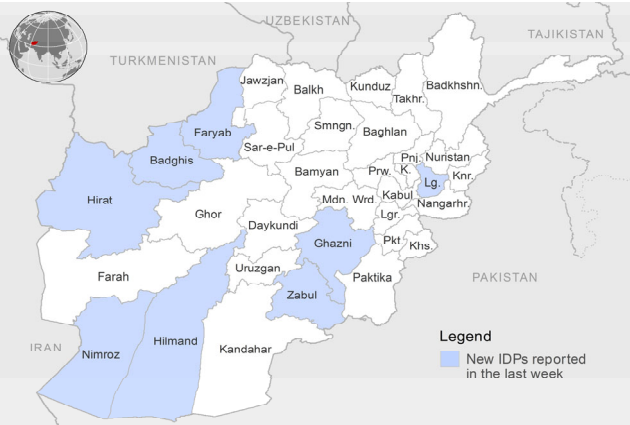 UZBEKISTAN
TAJIKISTAN
TURKMENISTAN
Jawzjan
Balkh
Kunduz
Takhr.
Badkhshn.
Faryab
Smngn.
Baghlan
Sar-e-Pul
Badghis
Pnj.
Nuristan
Bamyan
Prw.
K.
Lg.
Knr.
Hirat
Mdn. Wrd.
Kabul
Nangarhr.
Ghor
Daykundi
Lgr.
Ghazni
Pkt
Khs.
Farah
Uruzgan
Paktika
PAKISTAN
Zabul
IRAN
Nimroz
Hilmand
Kandahar
Legend
New IDPs reported
in the last week